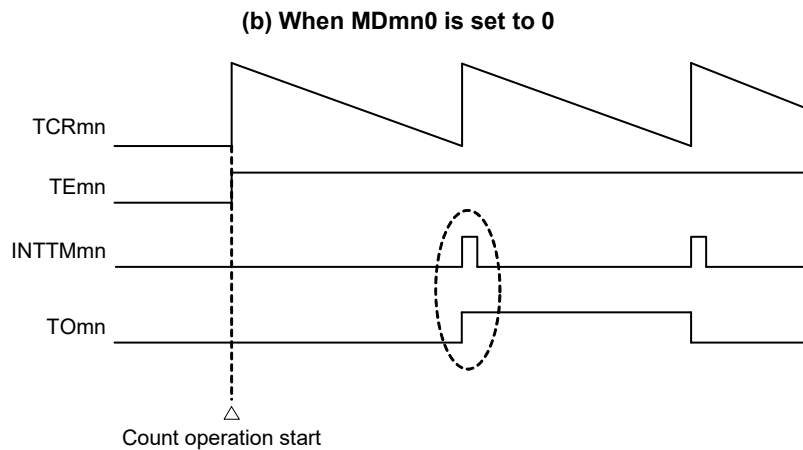 (b) When MDmn0 is set to 0
TCRmn
TEmn
INTTMmn
TOmn
Count operation start